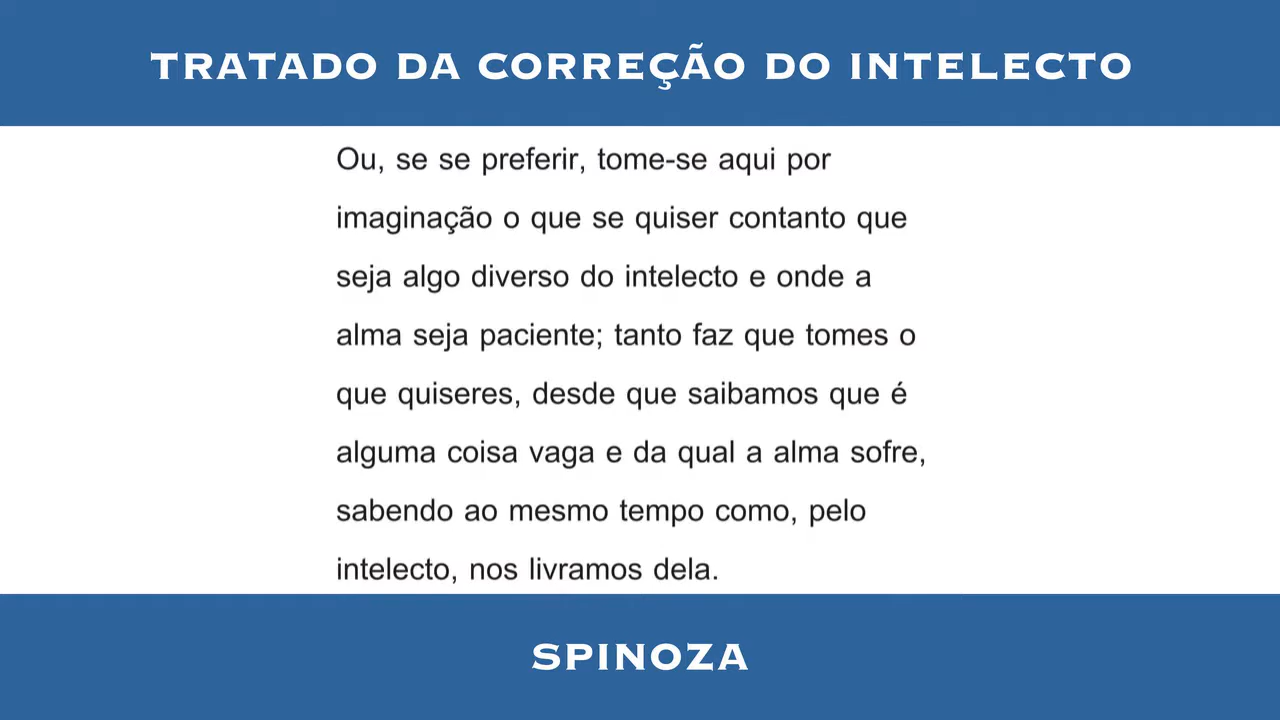 TRATADO DA CORREÇÃO DO INTELECTO
Ou, se se preferir, tome-se aqui por
imaginação o que se quiser contanto que
seja algo diverso do intelecto e onde a
alma seja paciente; tanto faz que tomes o
que quiseres, desde que saibamos que é
alguma coisa vaga e da qual a alma sofre,
sabendo ao mesmo tempo como, pelo
intelecto, nos livramos dela.
SPINOZA